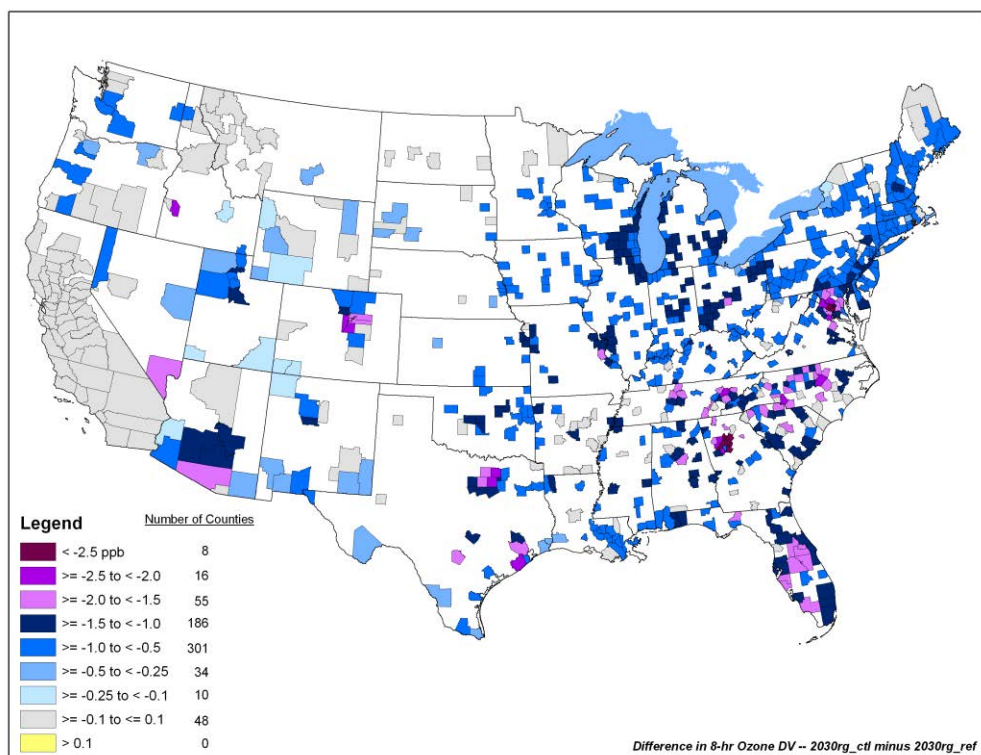 Legend Number of Counties
< -2.5 ppb 8
>= -2.5 to < -2.0 16
>= -2.0 to < -1.5 55
>= -1.5 to < -1.0 186
>= -1.0 to < -0.5 301
>= -0.5 to < -0.25 34
>= -0.25 to < -0.1 10
>= -0.1 to <= 0.1 48
> 0.1 0
Difference in 8-hr Ozone DV -- 2030rg_ctl minus 2030rg_ref